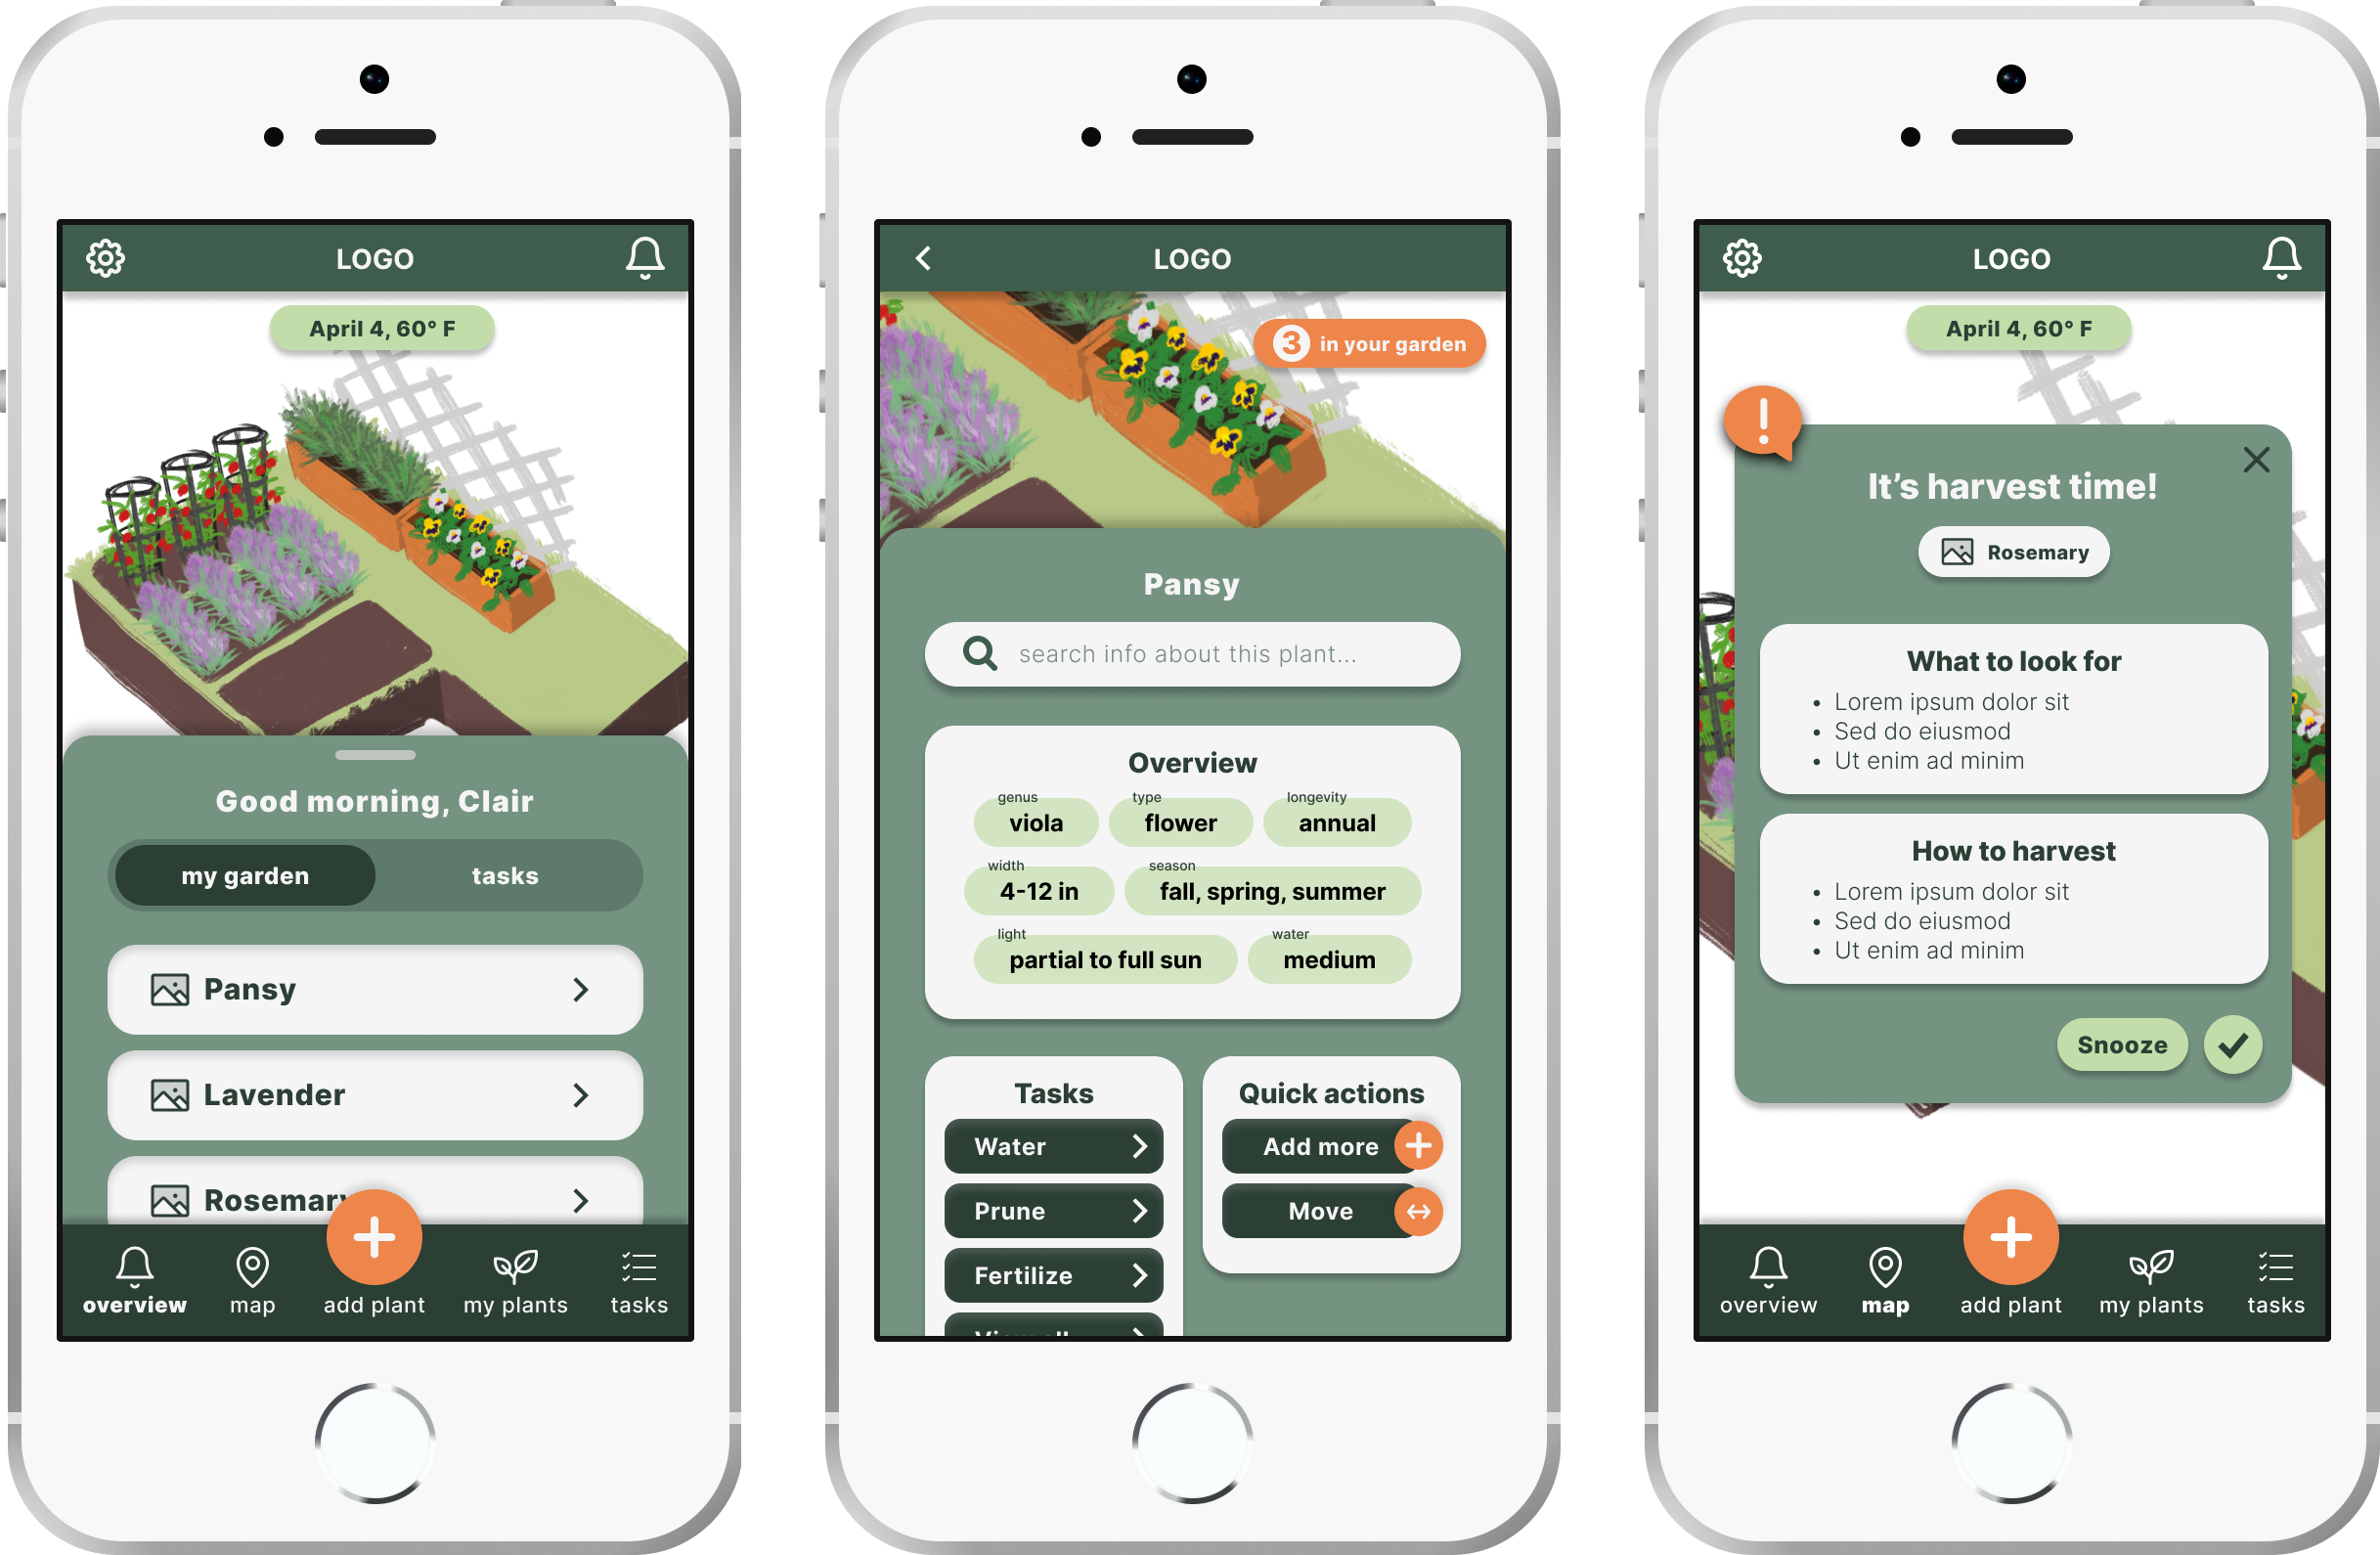 LOGO
April 4, 60° F
Good morning, Clair
my garden
tasks
Pansy
Lavender
Rosemary
overview
map
add plant
my plants
tasks
LOGO
3 in your garden
Pansy
search info about this plant...
Overview
genus
viola
type
flower
longevity
annual
width
4-12 in
season
fall, spring, summer
light
partial to full sun
water
medium
Tasks
Water
Prune
Fertilize
View all
Quick actions
Add more
Move
LOGO
April 4, 60° F
!
It's harvest time!
Rosemary
What to look for
• Lorem ipsum dolor sit
• Sed do eiusmod
• Ut enim ad minim
How to harvest
• Lorem ipsum dolor sit
• Sed do eiusmod
• Ut enim ad minim
Snooze
overview
map
add plant
my plants
tasks